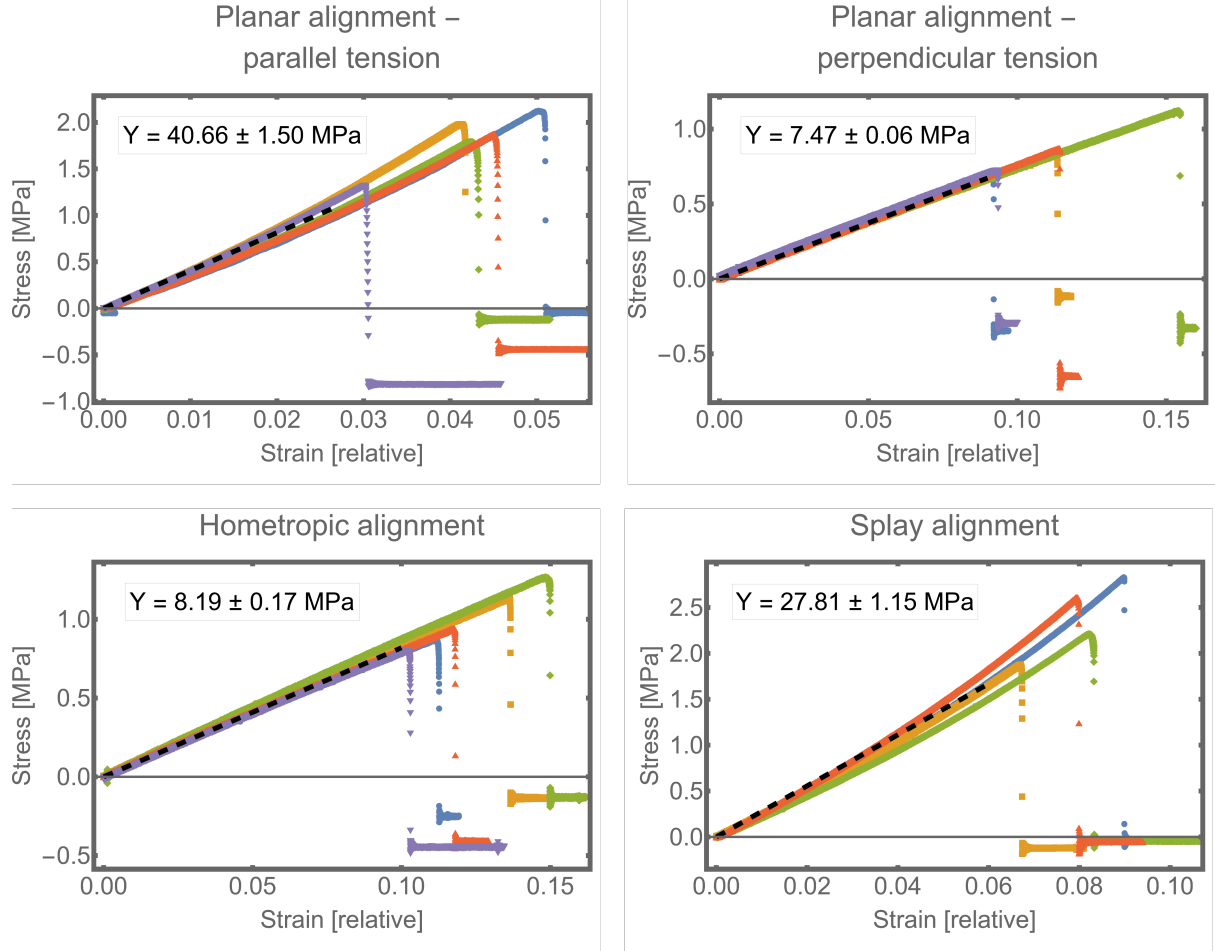 Planar alignment –
parallel tension
Y = 40.66 ± 1.50 MPa
Stress [MPa]
2.0
1.5
1.0
0.5
0.0
−0.5
−1.0
0.00 0.01 0.02 0.03 0.04 0.05
Strain [relative]
Planar alignment –
perpendicular tension
Y = 7.47 ± 0.06 MPa
Stress [MPa]
1.0
0.5
0.0
−0.5
0.00 0.05 0.10 0.15
Strain [relative]
Hometropic alignment
Y = 8.19 ± 0.17 MPa
Stress [MPa]
1.0
0.5
0.0
−0.5
0.00 0.05 0.10 0.15
Strain [relative]
Splay alignment
Y = 27.81 ± 1.15 MPa
Stress [MPa]
2.5
2.0
1.5
1.0
0.5
0.0
0.00 0.02 0.04 0.06 0.08 0.10
Strain [relative]